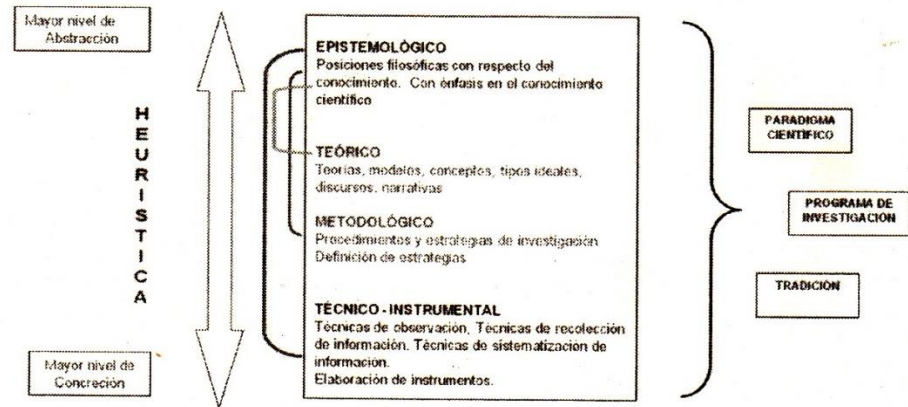 Mayor nivel de
Abstracción
HEURISTICA
Mayor nivel de
Concreción
EPISTEMOLÓGICO
Posiciones filosóficas con respecto del
conocimiento. Con énfasis en el conocimiento
científico
TEÓRICO
Teorías, modelos, conceptos, tipos ideales,
discursos, narrativas
METODOLÓGICO
Procedimientos y estrategias de investigación
Definición de estrategias
TÉCNICO - INSTRUMENTAL
Técnicas de observación, Técnicas de recolección
de información. Técnicas de sistematización de
información.
Elaboración de instrumentos.
PARADIGMA
CIENTÍFICO
PROGRAMA DE
INVESTIGACIÓN
TRADICIÓN